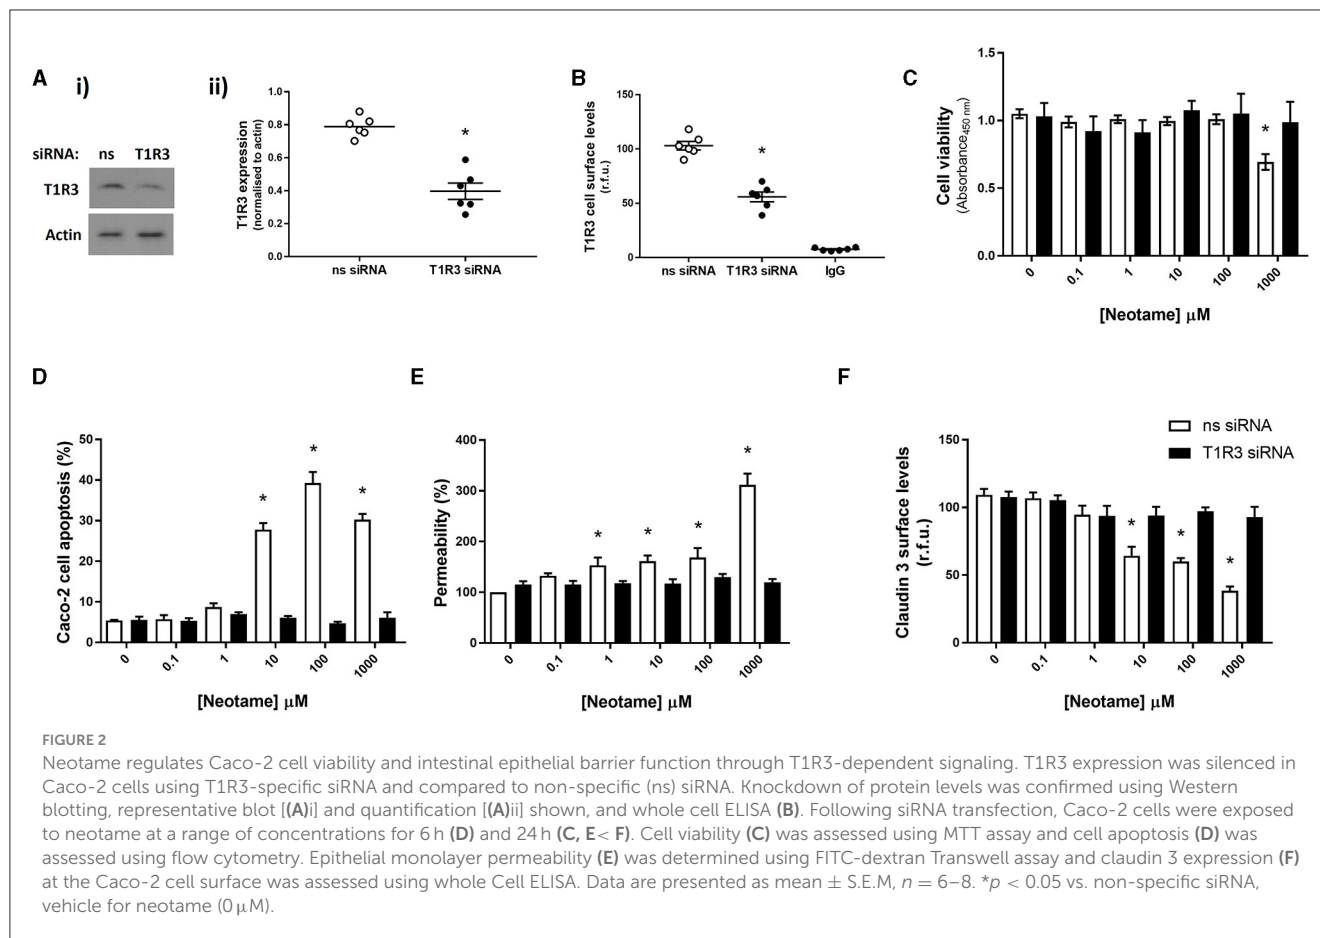 A
i)
siRNA: ns T1R3
T1R3
Actin
ii)
T1R3 expression
(normalised to actin)
1.0
0.8
0.6
0.4
0.2
0.0
*
ns siRNA T1R3 siRNA
B
T1R3 cell surface levels
(r.f.u.)
150
100
50
0
*
ns siRNA T1R3 siRNA IgG
C
Cell viability
(Absorbance450 nm)
1.5
1.0
0.5
0.0
*
0 0.1 1 10 100 1000
[Neotame] μM
D
Caco-2 cell apoptosis (%)
50
40
30
20
10
0
* * *
0 0.1 1 10 100 1000
[Neotame] μM
E
Permeability (%)
400
300
200
100
0
* * * *
0 0.1 1 10 100 1000
[Neotame] μM
F
ns siRNA
T1R3 siRNA
Claudin 3 surface levels
(r.f.u.)
150
100
50
0
* * *
0 0.1 1 10 100 1000
[Neotame] μM
FIGURE 2
Neotame regulates Caco-2 cell viability and intestinal epithelial barrier function through T1R3-dependent signaling. T1R3 expression was silenced in
Caco-2 cells using T1R3-specific siRNA and compared to non-specific (ns) siRNA. Knockdown of protein levels was confirmed using Western
blotting, representative blot [(A)i] and quantification [(A)ii] shown, and whole cell ELISA (B). Following siRNA transfection, Caco-2 cells were exposed
to neotame at a range of concentrations for 6 h (D) and 24 h (C, E< F). Cell viability (C) was assessed using MTT assay and cell apoptosis (D) was
assessed using flow cytometry. Epithelial monolayer permeability (E) was determined using FITC-dextran Transwell assay and claudin 3 expression (F)
at the Caco-2 cell surface was assessed using whole Cell ELISA. Data are presented as mean ± S.E.M, n = 6–8. *p < 0.05 vs. non-specific siRNA,
vehicle for neotame (0 μM).